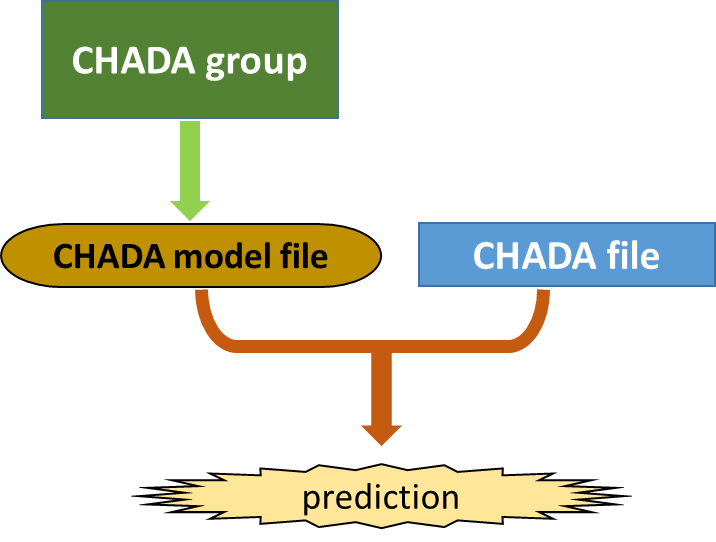 CHADA group
CHADA model file
CHADA file
prediction